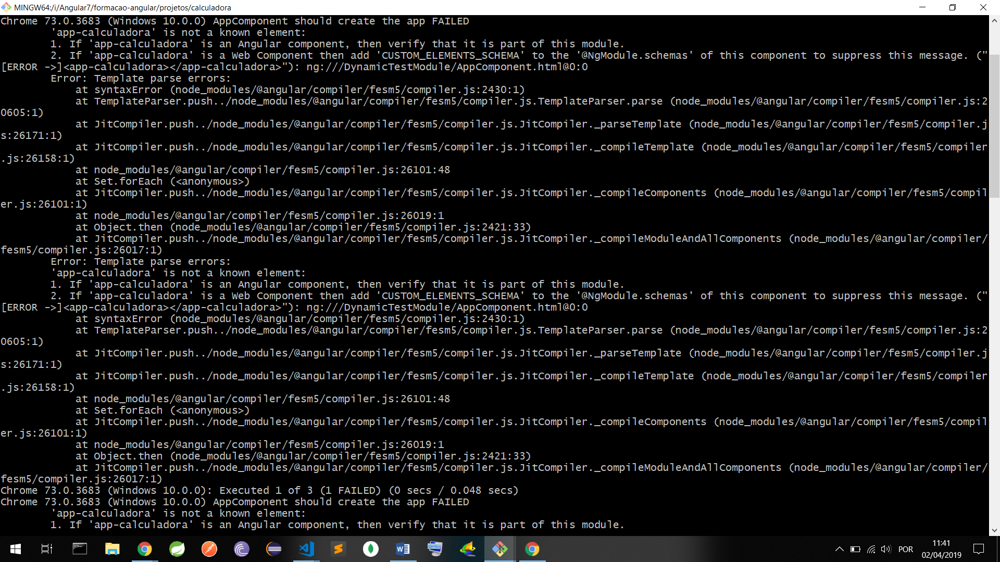 MINGW64:/i/Angular7/formacao-angular/projetos/calculadora
Chrome 73.0.3683 (Windows 10.0.0) AppComponent should create the app FAILED
'app-calculadora' is not a known element:
1. If 'app-calculadora' is an Angular component, then verify that it is part of this module.
2. If 'app-calculadora' is a Web Component then add 'CUSTOM_ELEMENTS_SCHEMA' to the '@NgModule.schemas' of this component to suppress this message. ("
[ERROR ->]<app-calculadora></app-calculadora>"): ng:///DynamicTestModule/AppComponent.html@0:0
Error: Template parse errors:
at syntaxError (node_modules/@angular/compiler/fesm5/compiler.js:2430:1)
at TemplateParser.push../node_modules/@angular/compiler/fesm5/compiler.js.TemplateParser.parse (node_modules/@angular/compiler/fesm5/compiler.js:2
0605:1)
at JitCompiler.push../node_modules/@angular/compiler/fesm5/compiler.js.JitCompiler._parseTemplate (node_modules/@angular/compiler/fesm5/compiler.j
s:26171:1)
at JitCompiler.push../node_modules/@angular/compiler/fesm5/compiler.js.JitCompiler._compileTemplate (node_modules/@angular/compiler/fesm5/compiler
.js:26158:1)
at node_modules/@angular/compiler/fesm5/compiler.js:26101:48
at Set.forEach (<anonymous>)
at JitCompiler.push../node_modules/@angular/compiler/fesm5/compiler.js.JitCompiler._compileComponents (node_modules/@angular/compiler/fesm5/compil
er.js:26101:1)
at node_modules/@angular/compiler/fesm5/compiler.js:26019:1
at Object.then (node_modules/@angular/compiler/fesm5/compiler.js:2421:33)
at JitCompiler.push../node_modules/@angular/compiler/fesm5/compiler.js.JitCompiler._compileModuleAndAllComponents (node_modules/@angular/compiler/
fesm5/compiler.js:26017:1)
Error: Template parse errors:
'app-calculadora' is not a known element:
1. If 'app-calculadora' is an Angular component, then verify that it is part of this module.
2. If 'app-calculadora' is a Web Component then add 'CUSTOM_ELEMENTS_SCHEMA' to the '@NgModule.schemas' of this component to suppress this message. ("
[ERROR ->]<app-calculadora></app-calculadora>"): ng:///DynamicTestModule/AppComponent.html@0:0
at syntaxError (node_modules/@angular/compiler/fesm5/compiler.js:2430:1)
at TemplateParser.push../node_modules/@angular/compiler/fesm5/compiler.js.TemplateParser.parse (node_modules/@angular/compiler/fesm5/compiler.js:2
0605:1)
at JitCompiler.push../node_modules/@angular/compiler/fesm5/compiler.js.JitCompiler._parseTemplate (node_modules/@angular/compiler/fesm5/compiler.j
s:26171:1)
at JitCompiler.push../node_modules/@angular/compiler/fesm5/compiler.js.JitCompiler._compileTemplate (node_modules/@angular/compiler/fesm5/compiler
.js:26158:1)
at node_modules/@angular/compiler/fesm5/compiler.js:26101:48
at Set.forEach (<anonymous>)
at JitCompiler.push../node_modules/@angular/compiler/fesm5/compiler.js.JitCompiler._compileComponents (node_modules/@angular/compiler/fesm5/compil
er.js:26101:1)
at node_modules/@angular/compiler/fesm5/compiler.js:26019:1
at Object.then (node_modules/@angular/compiler/fesm5/compiler.js:2421:33)
at JitCompiler.push../node_modules/@angular/compiler/fesm5/compiler.js.JitCompiler._compileModuleAndAllComponents (node_modules/@angular/compiler/
fesm5/compiler.js:26017:1)
Chrome 73.0.3683 (Windows 10.0.0): Executed 1 of 3 (1 FAILED) (0 secs / 0.048 secs)
Chrome 73.0.3683 (Windows 10.0.0) AppComponent should create the app FAILED
'app-calculadora' is not a known element:
1. If 'app-calculadora' is an Angular component, then verify that it is part of this module.
POR
11:41
02/04/2019